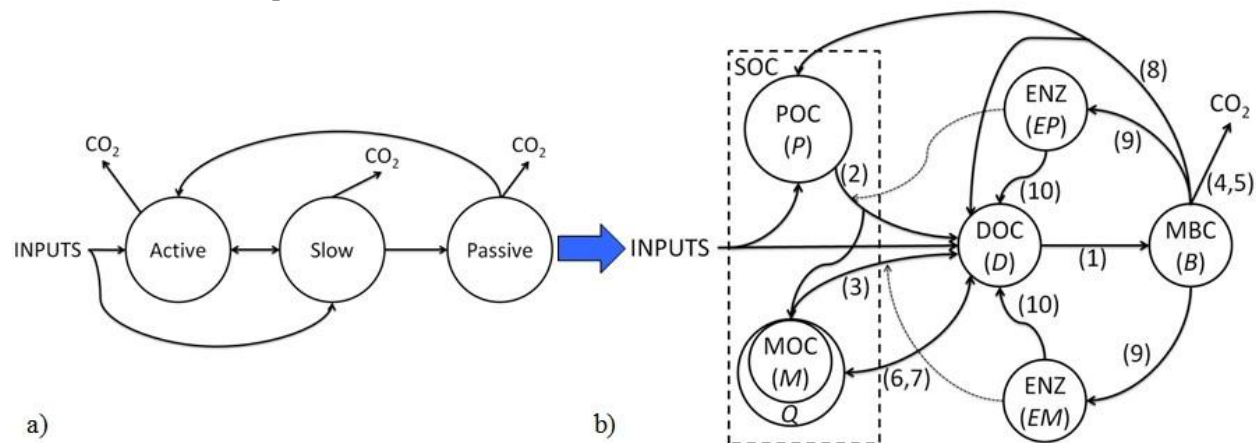 CO2
CO2
CO2
INPUTS
Active
Slow
Passive
a)
SOC
POC
(P)
ENZ
(EP)
(8)
CO2
(9)
(2)
(10)
(4,5)
INPUTS
DOC
(D)
(1)
MBC
(B)
(3)
(10)
MOC
(M)
Q
(6,7)
(9)
ENZ
(EM)
b)